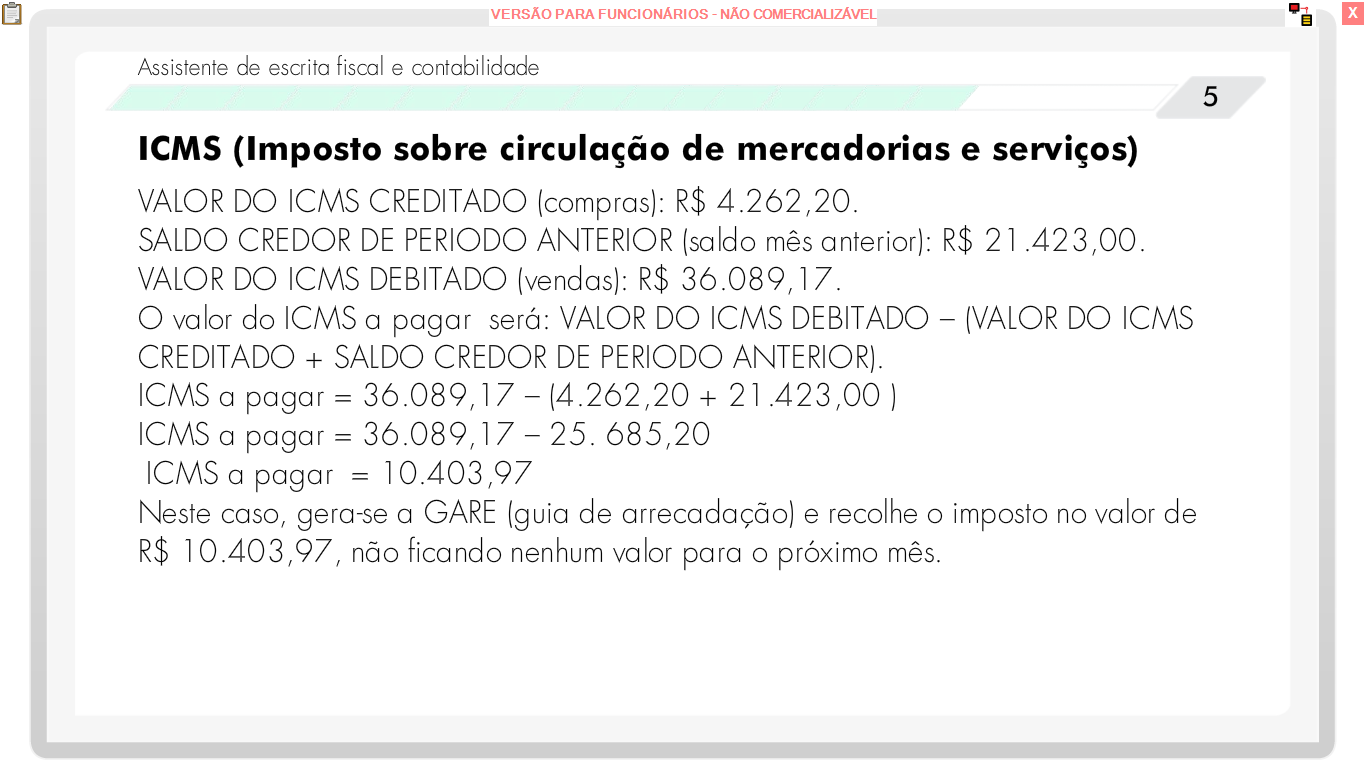 VERSÃO PARA FUNCIONÁRIOS - NÃO COMERCIALIZÁVEL
X
Assistente de escrita fiscal e contabilidade
5
ICMS (Imposto sobre circulação de mercadorias e serviços)
VALOR DO ICMS CREDITADO (compras): R$ 4.262,20.
SALDO CREDOR DE PERIODO ANTERIOR (saldo mês anterior): R$ 21.423,00.
VALOR DO ICMS DEBITADO (vendas): R$ 36.089,17.
O valor do ICMS a pagar  será: VALOR DO ICMS DEBITADO – (VALOR DO ICMS
CREDITADO + SALDO CREDOR DE PERIODO ANTERIOR).
ICMS a pagar = 36.089,17 – (4.262,20 + 21.423,00 )
ICMS a pagar = 36.089,17 – 25. 685,20
ICMS a pagar  = 10.403,97
Neste caso, gera-se a GARE (guia de arrecadação) e recolhe o imposto no valor de
R$ 10.403,97, não ficando nenhum valor para o próximo mês.